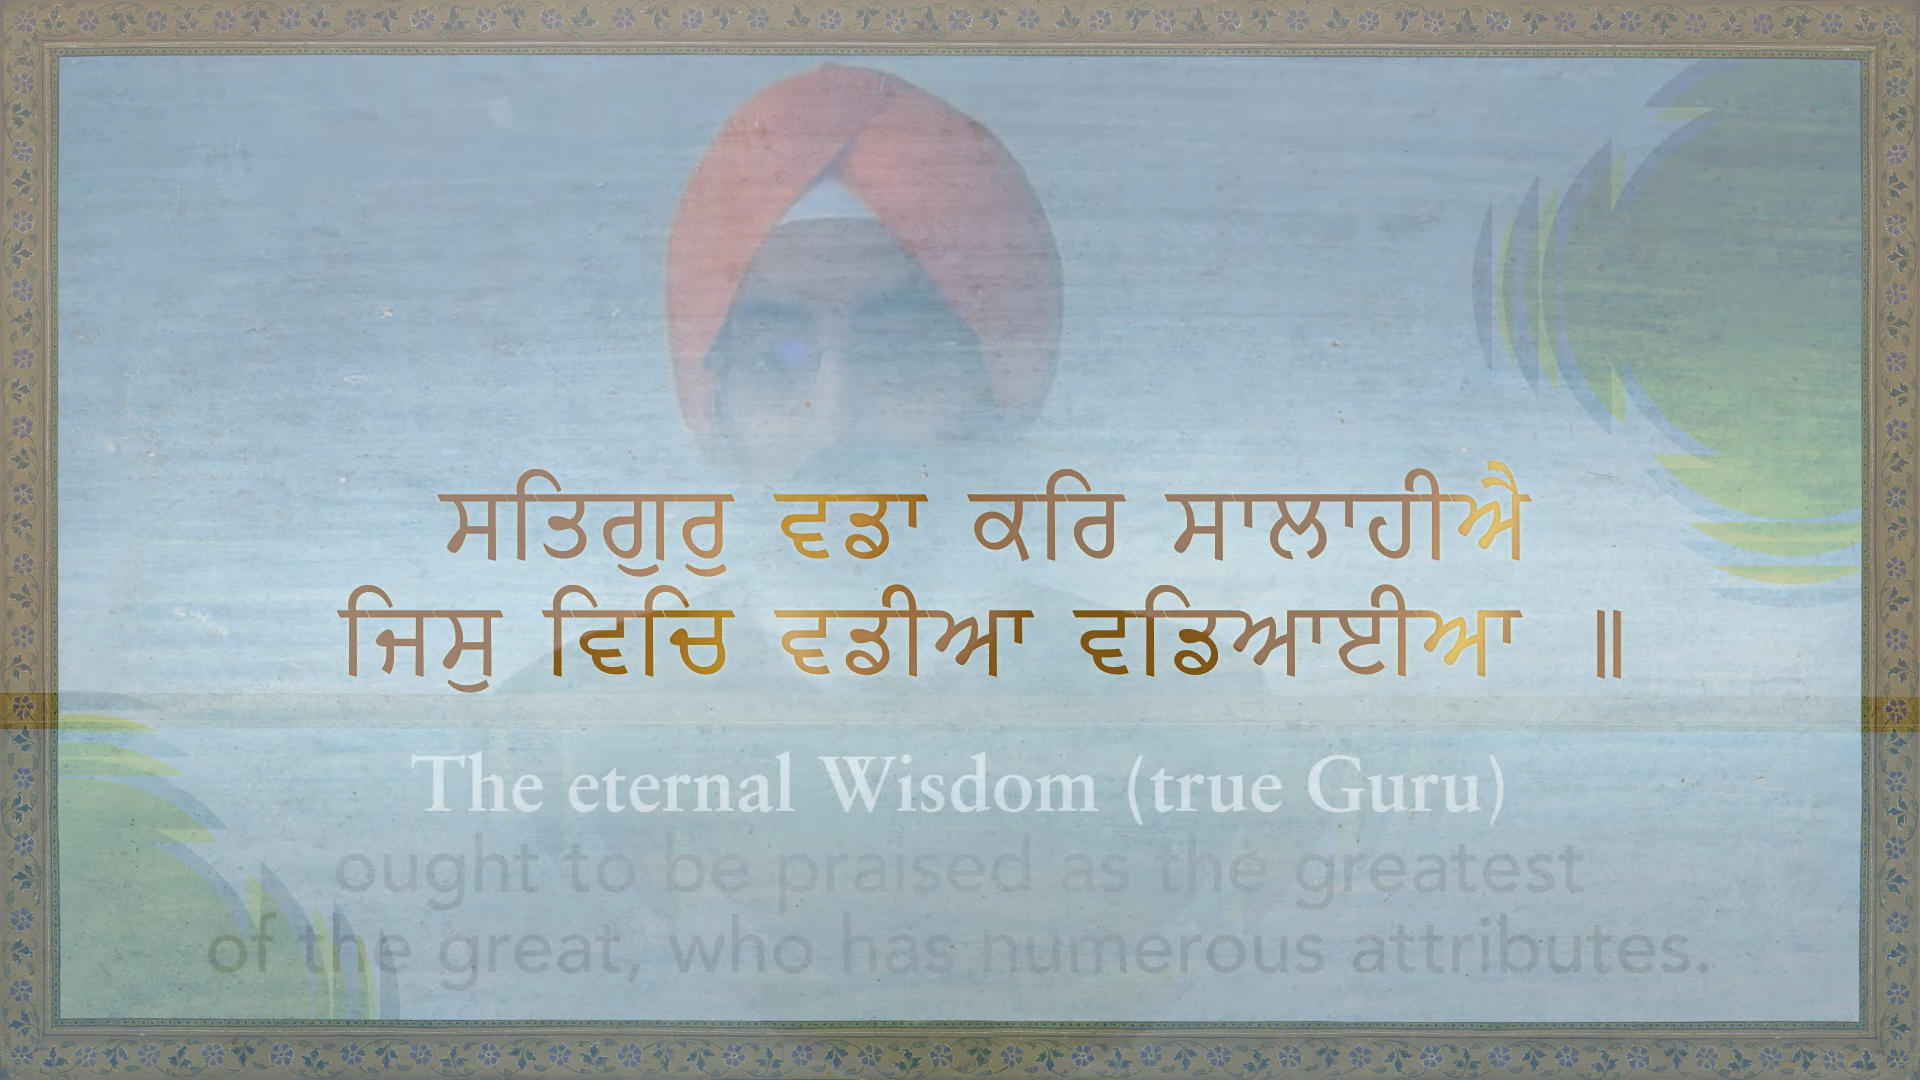 ਸਤਿਗੁਰੁ ਵਡਾ ਕਰਿ ਸਾਲਾਹੀਐ
ਜਿਸੁ ਵਿਚਿ ਵਡੀਆ ਵਡਿਆਈਆ ॥
The eternal Wisdom (true Guru)
ought to be praised as the greatest
of the great, who has numerous attributes.